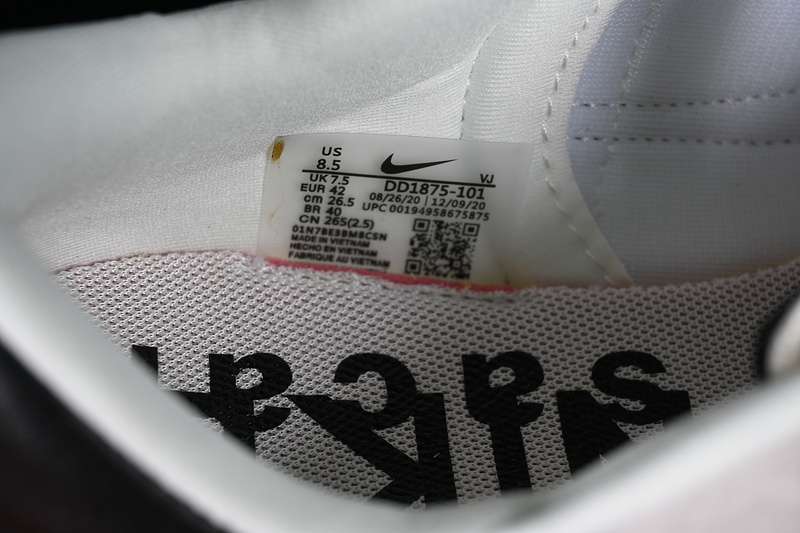 US
8.5
UK 7.5
EUR 42
cm 26.5
BR 40
CN 265(2.5)
VJ
DD1875-101
08/26/20 | 12/09/20
UPC 00194958675875
01N7BE3BM8CSN
MADE IN VIETNAM
HECHO EN VIETNAM
FABRIQUE AU VIETNAM
sacai